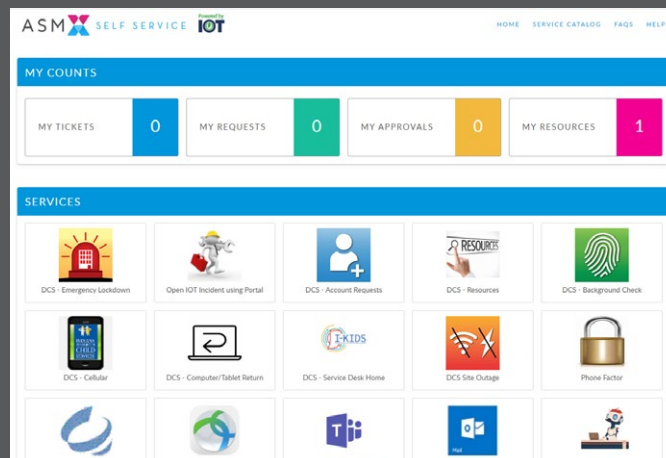 ASMX SELF SERVICE Powered by IOT
HOME SERVICE CATALOG FAQS HELP
MY COUNTS
MY TICKETS 0 MY REQUESTS 0 MY APPROVALS 0 MY RESOURCES 1
SERVICES
RESOURCES
DCS - Emergency Lockdown Open IOT Incident using Portal DCS - Account Requests DCS - Resources DCS - Background Check
CHILD
I-KIDS
DCS - Cellular DCS - Computer/Tablet Return DCS - Service Desk Home DCS Site Outage Phone Factor
Mail